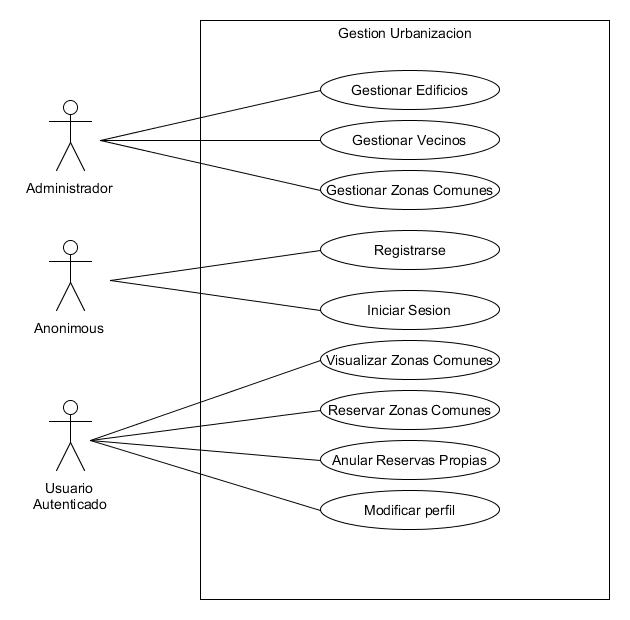 Gestion Urbanizacion
Gestionar Edificios
Gestionar Vecinos
Gestionar Zonas Comunes
Administrador
Registrarse
Iniciar Sesion
Anonimous
Visualizar Zonas Comunes
Reservar Zonas Comunes
Anular Reservas Propias
Modificar perfil
Usuario
Autenticado